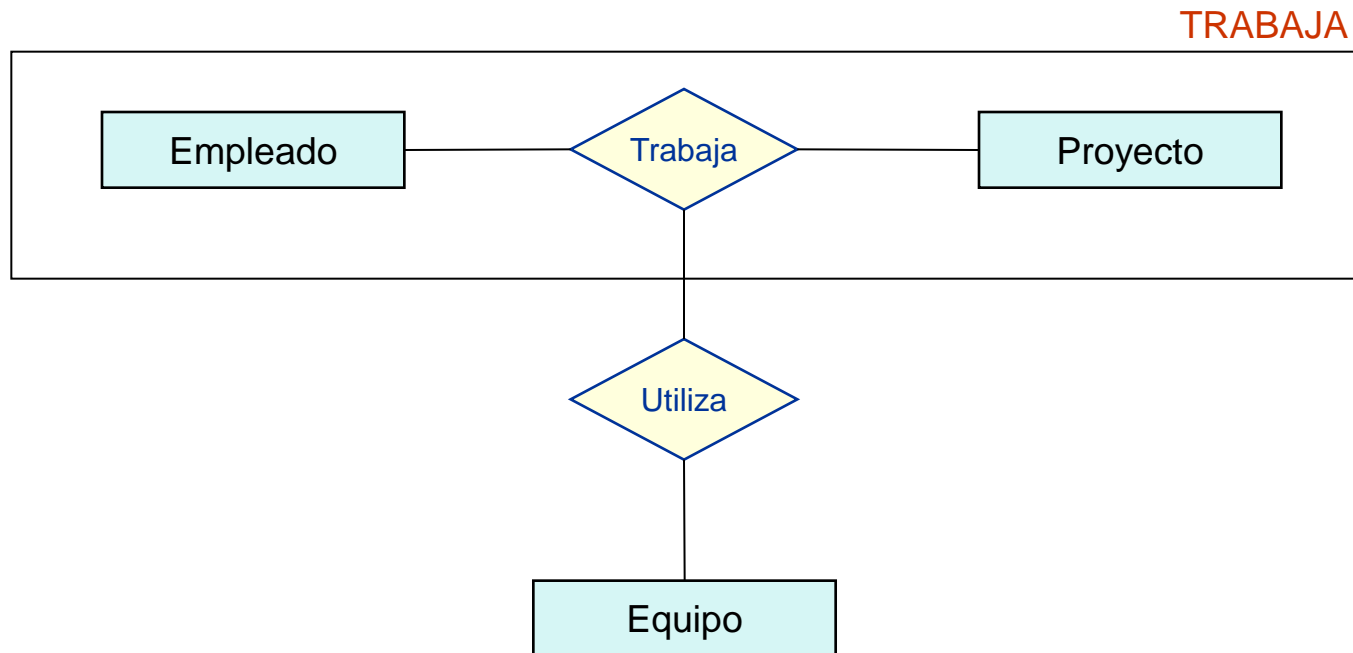 TRABAJA
Empleado
Trabaja
Proyecto
Utiliza
Equipo